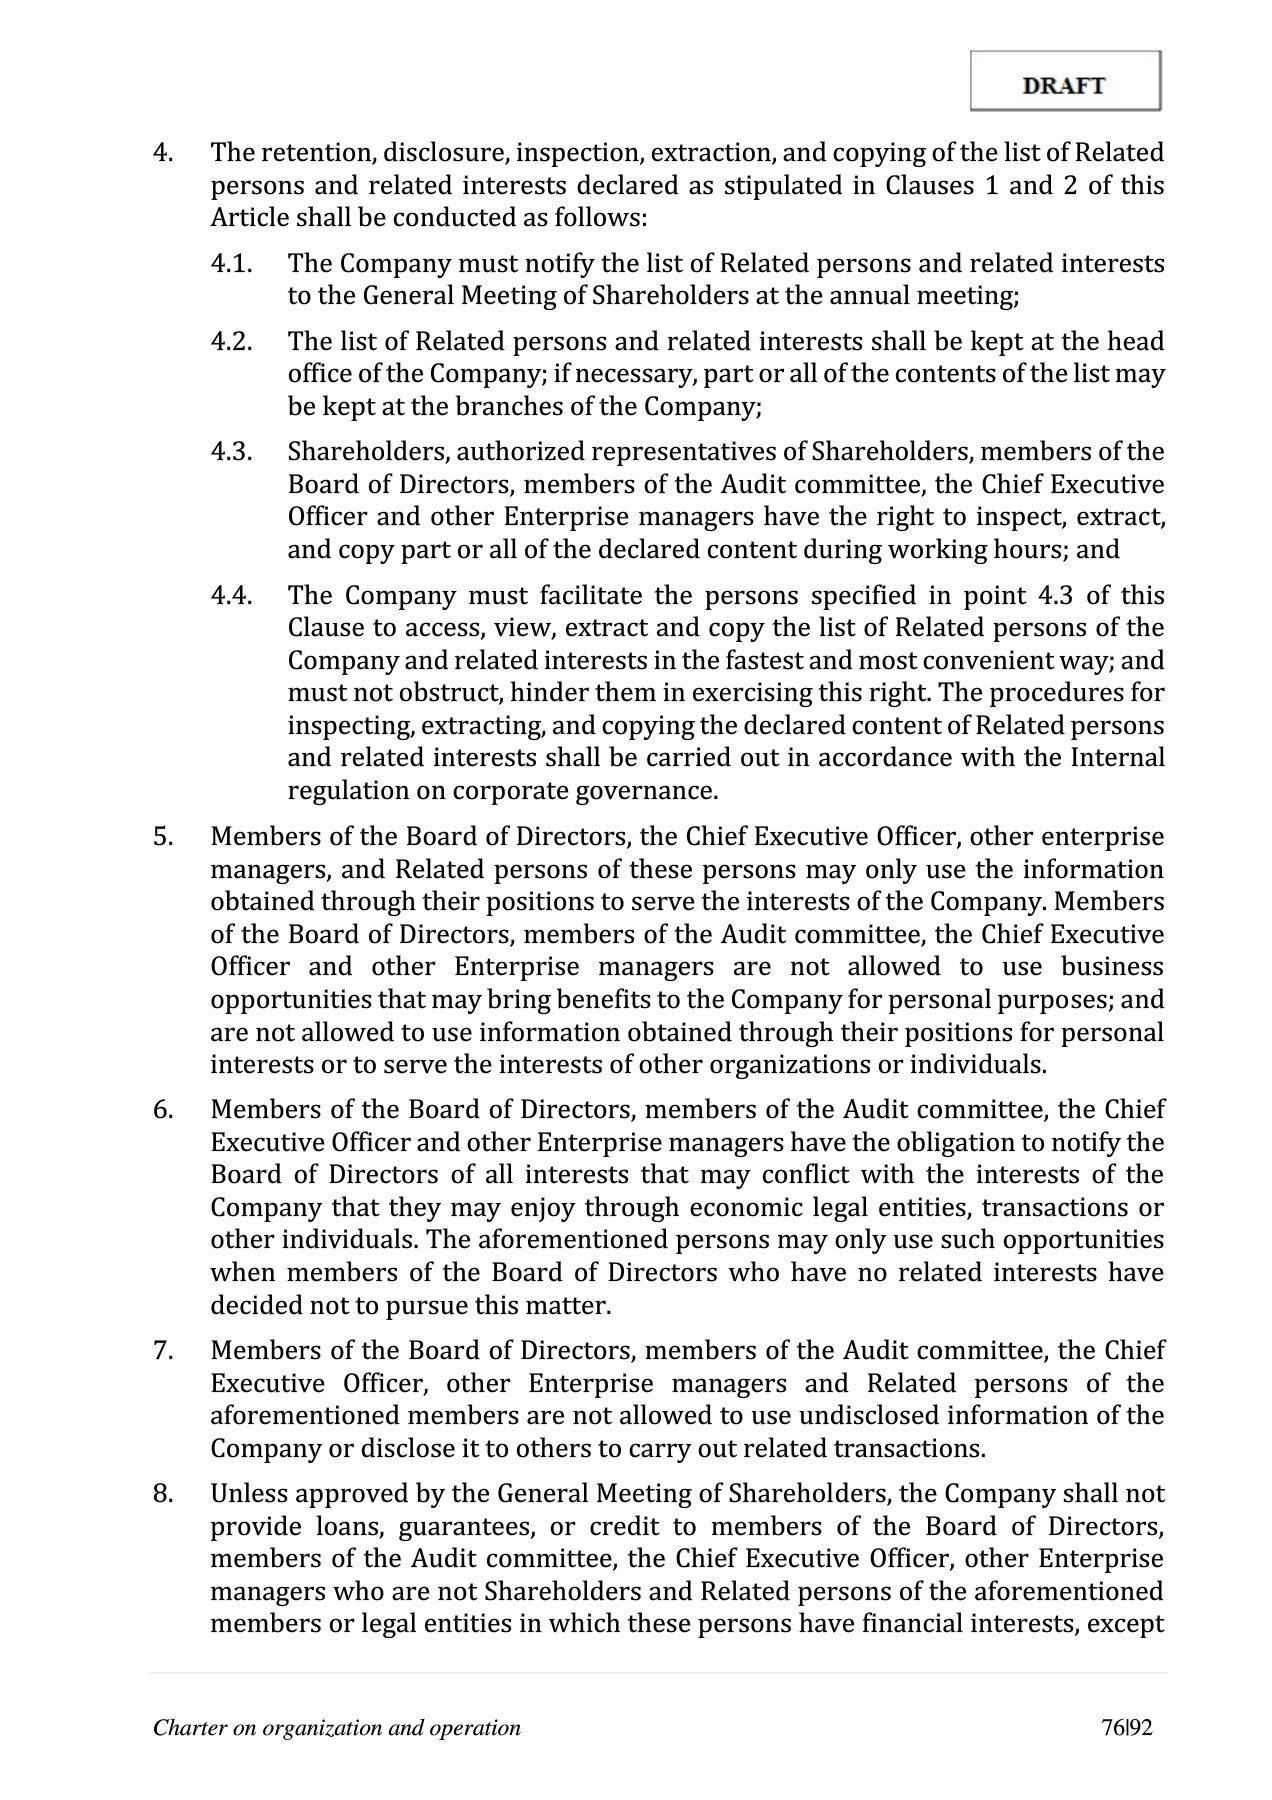 DRAFT
4. The retention, disclosure, inspection, extraction, and copying of the list of Related
persons and related interests declared as stipulated in Clauses 1 and 2 of this
Article shall be conducted as follows:
4.1. The Company must notify the list of Related persons and related interests
to the General Meeting of Shareholders at the annual meeting;
4.2. The list of Related persons and related interests shall be kept at the head
office of the Company; if necessary, part or all of the contents of the list may
be kept at the branches of the Company;
4.3. Shareholders, authorized representatives of Shareholders, members of the
Board of Directors, members of the Audit committee, the Chief Executive
Officer and other Enterprise managers have the right to inspect, extract,
and copy part or all of the declared content during working hours; and
4.4. The Company must facilitate the persons specified in point 4.3 of this
Clause to access, view, extract and copy the list of Related persons of the
Company and related interests in the fastest and most convenient way; and
must not obstruct, hinder them in exercising this right. The procedures for
inspecting, extracting, and copying the declared content of Related persons
and related interests shall be carried out in accordance with the Internal
regulation on corporate governance.
5. Members of the Board of Directors, the Chief Executive Officer, other enterprise
managers, and Related persons of these persons may only use the information
obtained through their positions to serve the interests of the Company. Members
of the Board of Directors, members of the Audit committee, the Chief Executive
Officer and other Enterprise managers are not allowed to use business
opportunities that may bring benefits to the Company for personal purposes; and
are not allowed to use information obtained through their positions for personal
interests or to serve the interests of other organizations or individuals.
6. Members of the Board of Directors, members of the Audit committee, the Chief
Executive Officer and other Enterprise managers have the obligation to notify the
Board of Directors of all interests that may conflict with the interests of the
Company that they may enjoy through economic legal entities, transactions or
other individuals. The aforementioned persons may only use such opportunities
when members of the Board of Directors who have no related interests have
decided not to pursue this matter.
7. Members of the Board of Directors, members of the Audit committee, the Chief
Executive Officer, other Enterprise managers and Related persons of the
aforementioned members are not allowed to use undisclosed information of the
Company or disclose it to others to carry out related transactions.
8. Unless approved by the General Meeting of Shareholders, the Company shall not
provide loans, guarantees, or credit to members of the Board of Directors,
members of the Audit committee, the Chief Executive Officer, other Enterprise
managers who are not Shareholders and Related persons of the aforementioned
members or legal entities in which these persons have financial interests, except
Charter on organization and operation 76|92